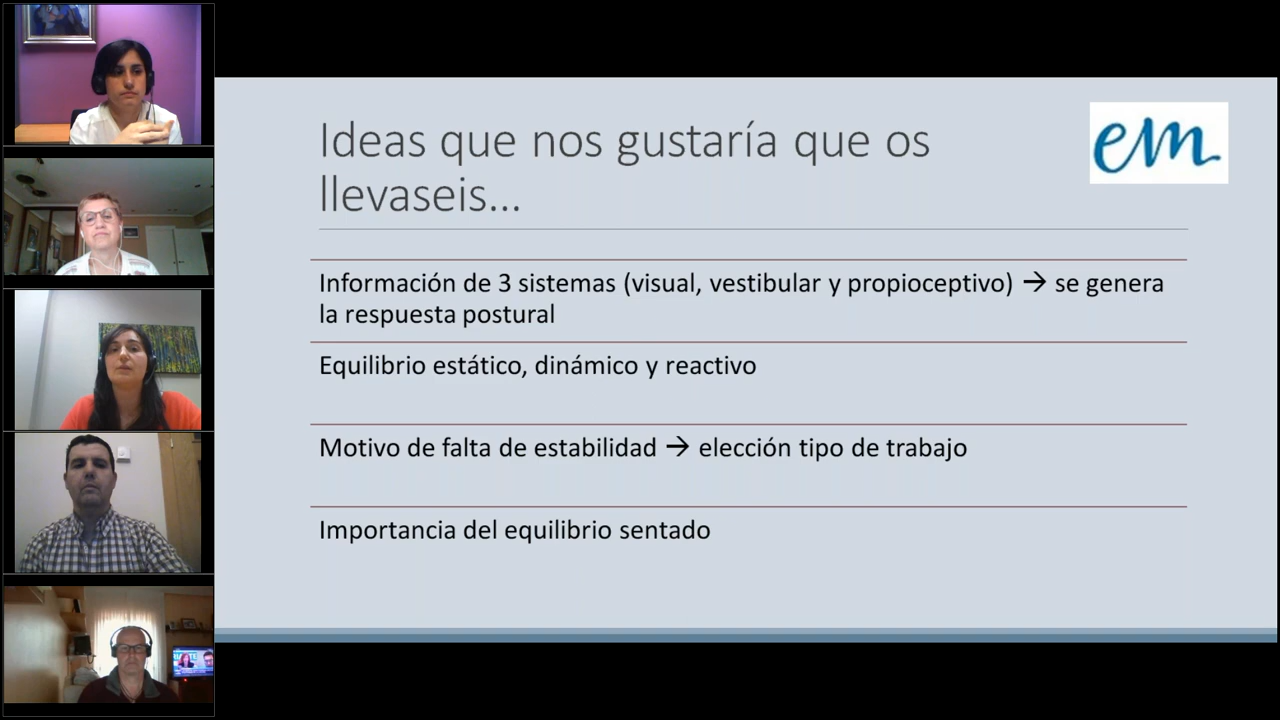 Ideas que nos gustaría que os
llevaseis...
em
Información de 3 sistemas (visual, vestibular y propioceptivo) → se genera
la respuesta postural
Equilibrio estático, dinámico y reactivo
Motivo de falta de estabilidad → elección tipo de trabajo
Importancia del equilibrio sentado